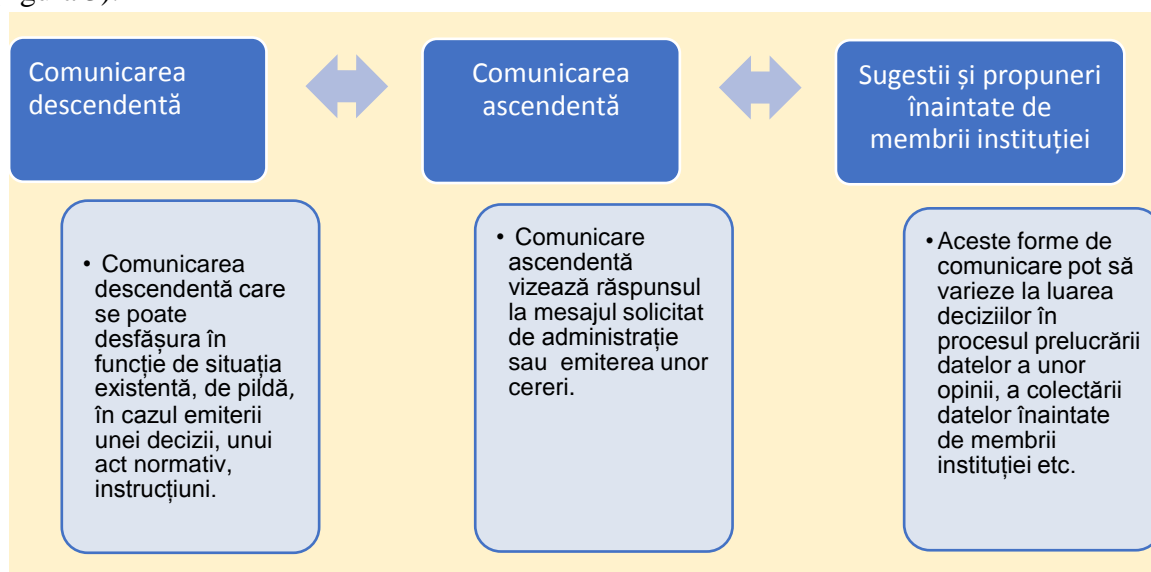 Comunicarea
descendentă
Comunicarea
ascendentă
Sugestii și propuneri
înaintate de
membrii instituției
• Comunicarea
descendentă care
se poate
desfășura în
funcție de situația
existentă, de pildă,
în cazul emiterii
unei decizii, unui
act normativ,
instrucțiuni.
• Comunicare
ascendentă
vizează răspunsul
la mesajul solicitat
de administrație
sau emiterea unor
cereri.
• Aceste forme de
comunicare pot să
varieze la luarea
deciziilor în
procesul prelucrării
datelor a unor
opinii, a colectării
datelor înaintate
de membrii
instituției etc.